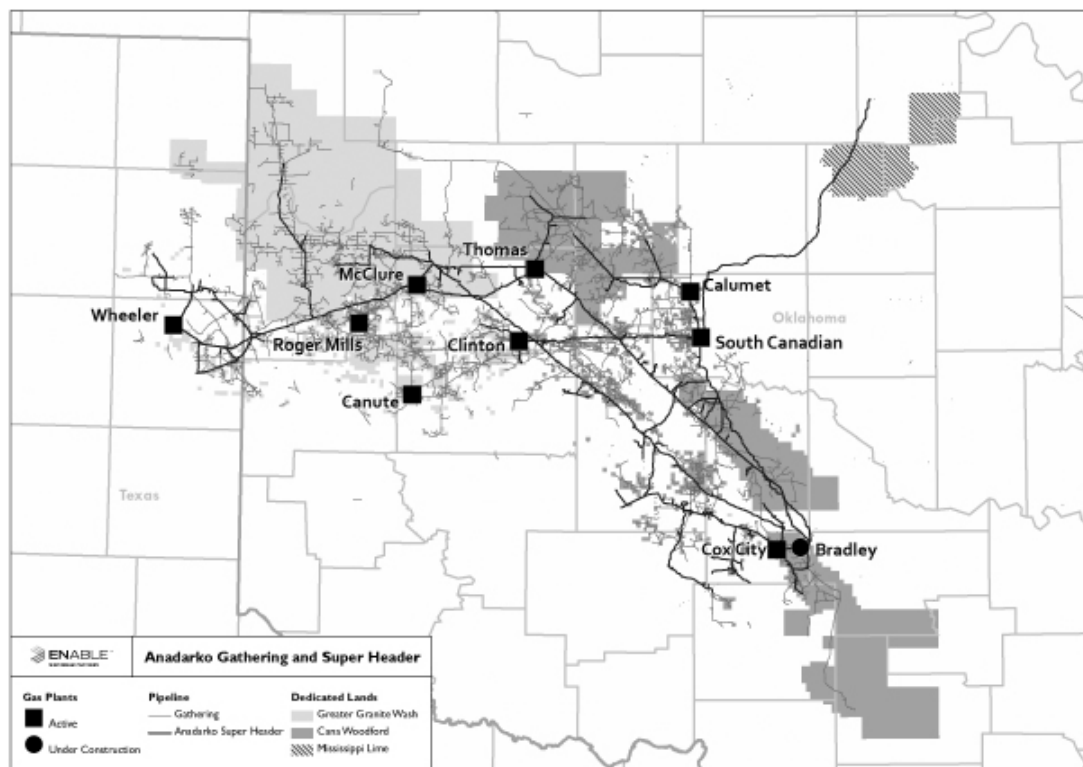 Thomas
McClure
Calumet
Wheeler
Oklahoma
Roger Mills
Clinton
South Canadian
Canute
Texas
Cox City
Bradley
ENABLE
Anadarko Gathering and Super Header
Gas Plants
Active
Under Construction
Pipeline
Gathering
Anadarko Super Header
Dedicated Lands
Greater Granite Wash
Cana Woodford
Mississippi Lime